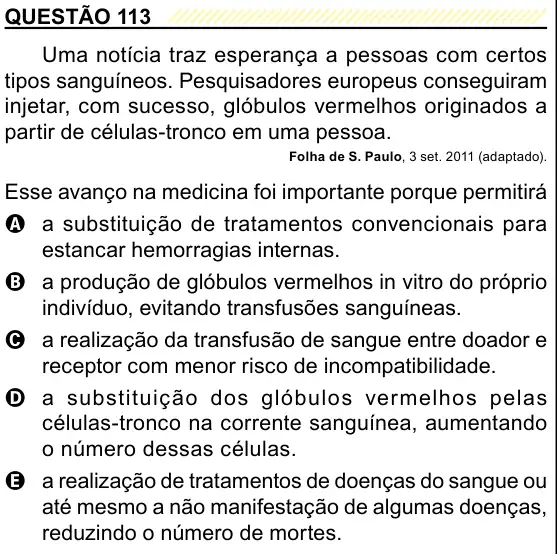 QUESTÃO 113
Uma notícia traz esperança a pessoas com certos
tipos sanguíneos. Pesquisadores europeus conseguiram
injetar, com sucesso, glóbulos vermelhos originados a
partir de células-tronco em uma pessoa.
Folha de S. Paulo, 3 set. 2011 (adaptado).
Esse avanço na medicina foi importante porque permitirá
A a substituição de tratamentos convencionais para
estancar hemorragias internas.
B a produção de glóbulos vermelhos in vitro do próprio
indivíduo, evitando transfusões sanguíneas.
C a realização da transfusão de sangue entre doador e
receptor com menor risco de incompatibilidade.
D a substituição dos glóbulos vermelhos pelas
células-tronco na corrente sanguínea, aumentando
o número dessas células.
E a realização de tratamentos de doenças do sangue ou
até mesmo a não manifestação de algumas doenças,
reduzindo o número de mortes.